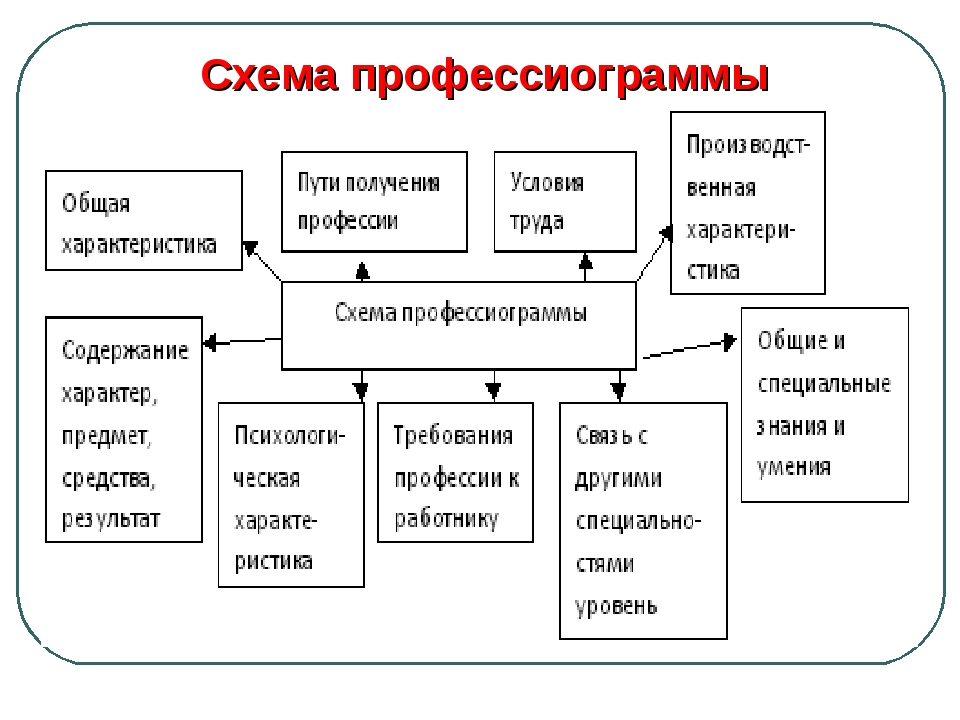 Схема профессиограммы
Общая
характеристика
Пути получения
профессии
Условия
труда
Производст-
венная
характери-
стика
Схема профессиограммы
Содержание
характер,
предмет,
средства,
результат
Психологи-
ческая
характе-
ристика
Требования
профессии к
работнику
Связь с
другими
специально-
стями
уровень
Общие и
специальные
знания и
умения